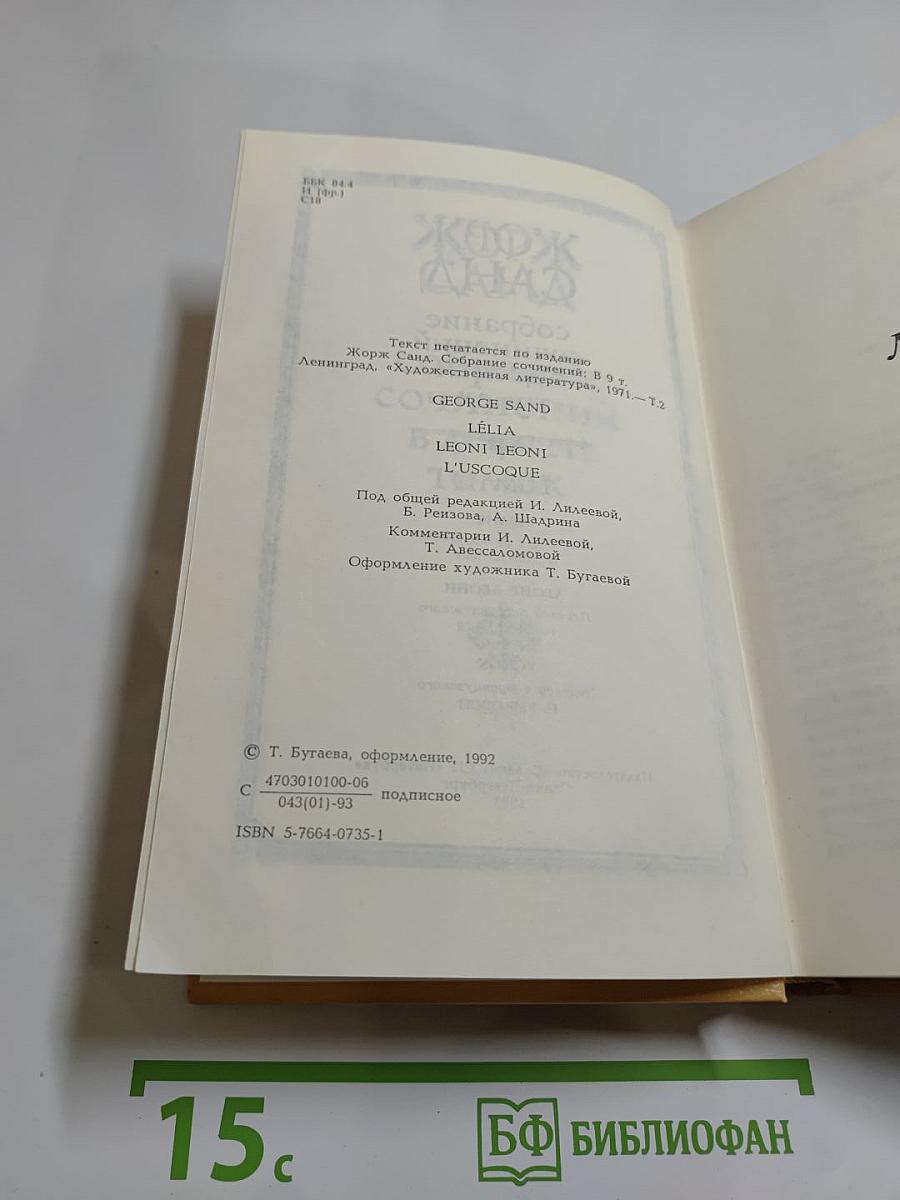 ББК 84.4
И (фр.)
С18
Текст печатается по изданию
Жорж Санд. Собрание сочинений: В 9 т.
Ленинград, «Художественная литература», 1971.— Т.2
GEORGE SAND
LÉLIA
LEONI LEONI
L'USCOQUE
Под общей редакцией И. Лилеевой,
Б. Реизова, А. Шадрина
Комментарии И. Лилеевой,
Т. Авессаломовой
Оформление художника Т. Бугаевой
© Т. Бугаева, оформление, 1992
С 4703010100-06
043(01)-93 подписное
ISBN 5-7664-0735-1
15 с
БФ БИБЛИОФАН